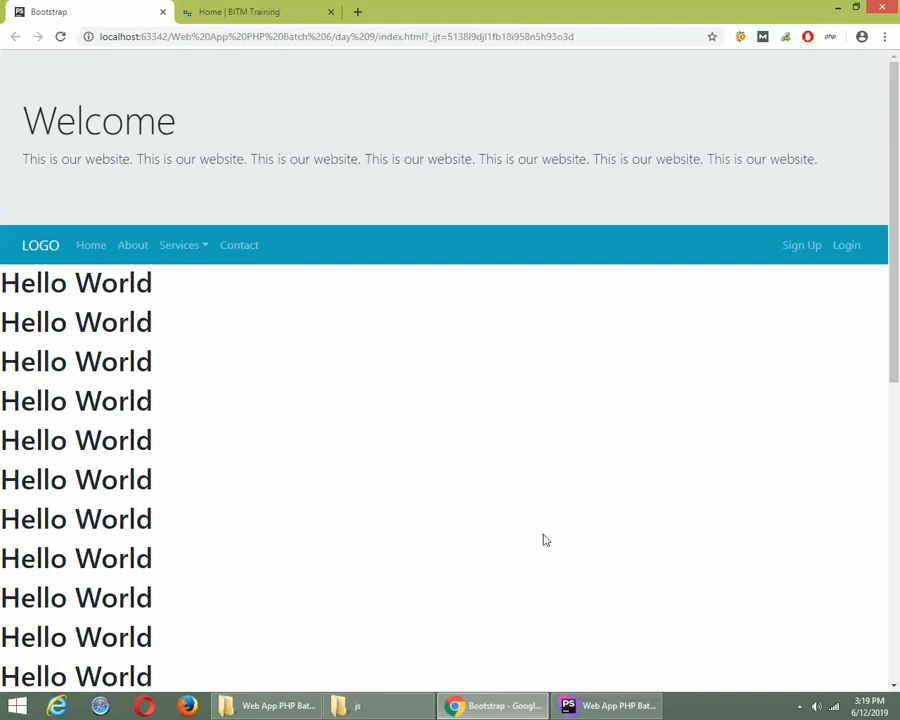 Bootstrap
Home | BITM Training
localhost:63342/Web%20App%20PHP%20Batch%206/day%209/index.html?_ijt=5138l9djl1fb18i958n5h93o3d
php
Welcome
This is our website. This is our website. This is our website. This is our website. This is our website. This is our website. This is our website.
LOGO Home About Services Contact Sign Up Login
Hello World
Hello World
Hello World
Hello World
Hello World
Hello World
Hello World
Hello World
Hello World
Hello World
Hello World
Web App PHP Bat... js Bootstrap - Googl... PS Web App PHP Bat...
3:19 PM
6/12/2019